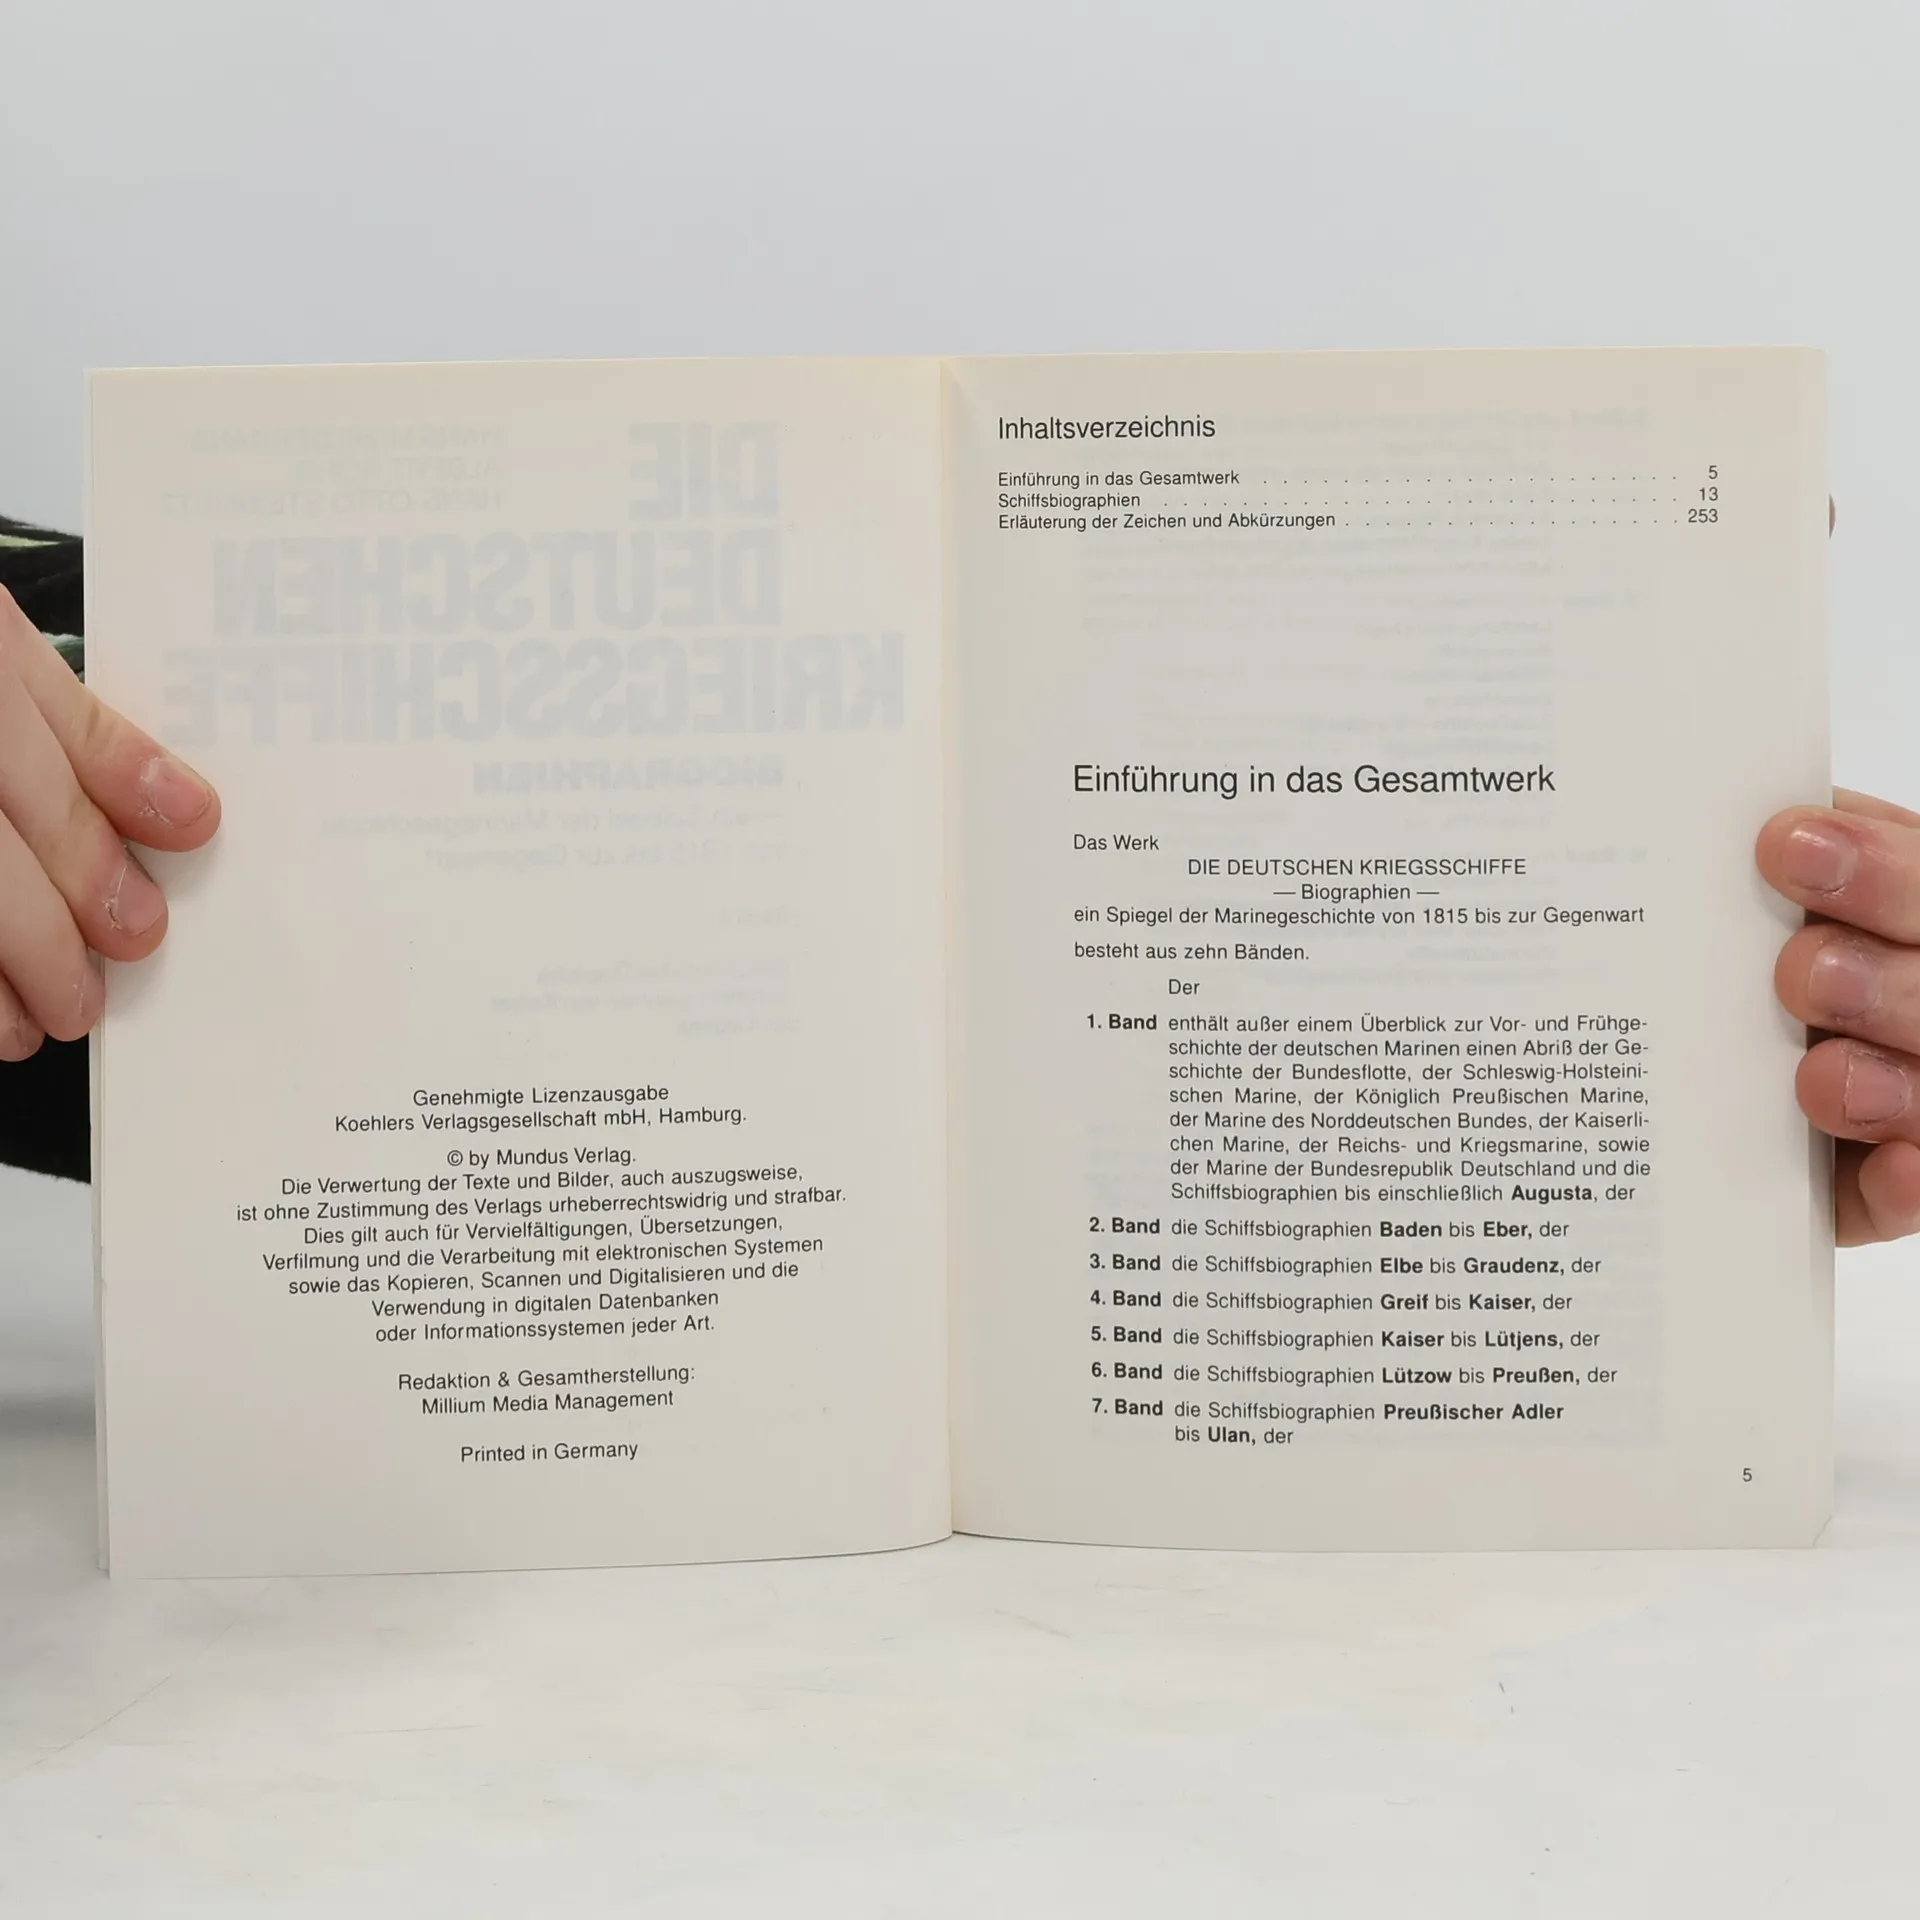 Genehmigte Lizenzausgabe
Koehlers Verlagsgesellschaft mbH, Hamburg.
© by Mundus Verlag.
Die Verwertung der Texte und Bilder, auch auszugsweise,
ist ohne Zustimmung des Verlags urheberrechtswidrig und strafbar.
Dies gilt auch für Vervielfältigungen, Übersetzungen,
Verfilmung und die Verarbeitung mit elektronischen Systemen
sowie das Kopieren, Scannen und Digitalisieren und die
Verwendung in digitalen Datenbanken
oder Informationssystemen jeder Art.
Redaktion & Gesamtherstellung:
Millium Media Management
Printed in Germany
Inhaltsverzeichnis
Einführung in das Gesamtwerk . . . . . . . . . . . . . . . . . . . . 5
Schiffsbiographien . . . . . . . . . . . . . . . . . . . . . . . . 13
Erläuterung der Zeichen und Abkürzungen . . . . . . . . . . . . . . . 253
Einführung in das Gesamtwerk
Das Werk
DIE DEUTSCHEN KRIEGSSCHIFFE
— Biographien —
ein Spiegel der Marinegeschichte von 1815 bis zur Gegenwart
besteht aus zehn Bänden.
Der
1. Band enthält außer einem Überblick zur Vor- und Frühge-
schichte der deutschen Marinen einen Abriß der Ge-
schichte der Bundesflotte, der Schleswig-Holsteini-
schen Marine, der Königlich Preußischen Marine,
der Marine des Norddeutschen Bundes, der Kaiserli-
chen Marine, der Reichs- und Kriegsmarine, sowie
der Marine der Bundesrepublik Deutschland und die
Schiffsbiographien bis einschließlich Augusta, der
2. Band die Schiffsbiographien Baden bis Eber, der
3. Band die Schiffsbiographien Elbe bis Graudenz, der
4. Band die Schiffsbiographien Greif bis Kaiser, der
5. Band die Schiffsbiographien Kaiser bis Lütjens, der
6. Band die Schiffsbiographien Lützow bis Preußen, der
7. Band die Schiffsbiographien Preußischer Adler
bis Ulan, der
5